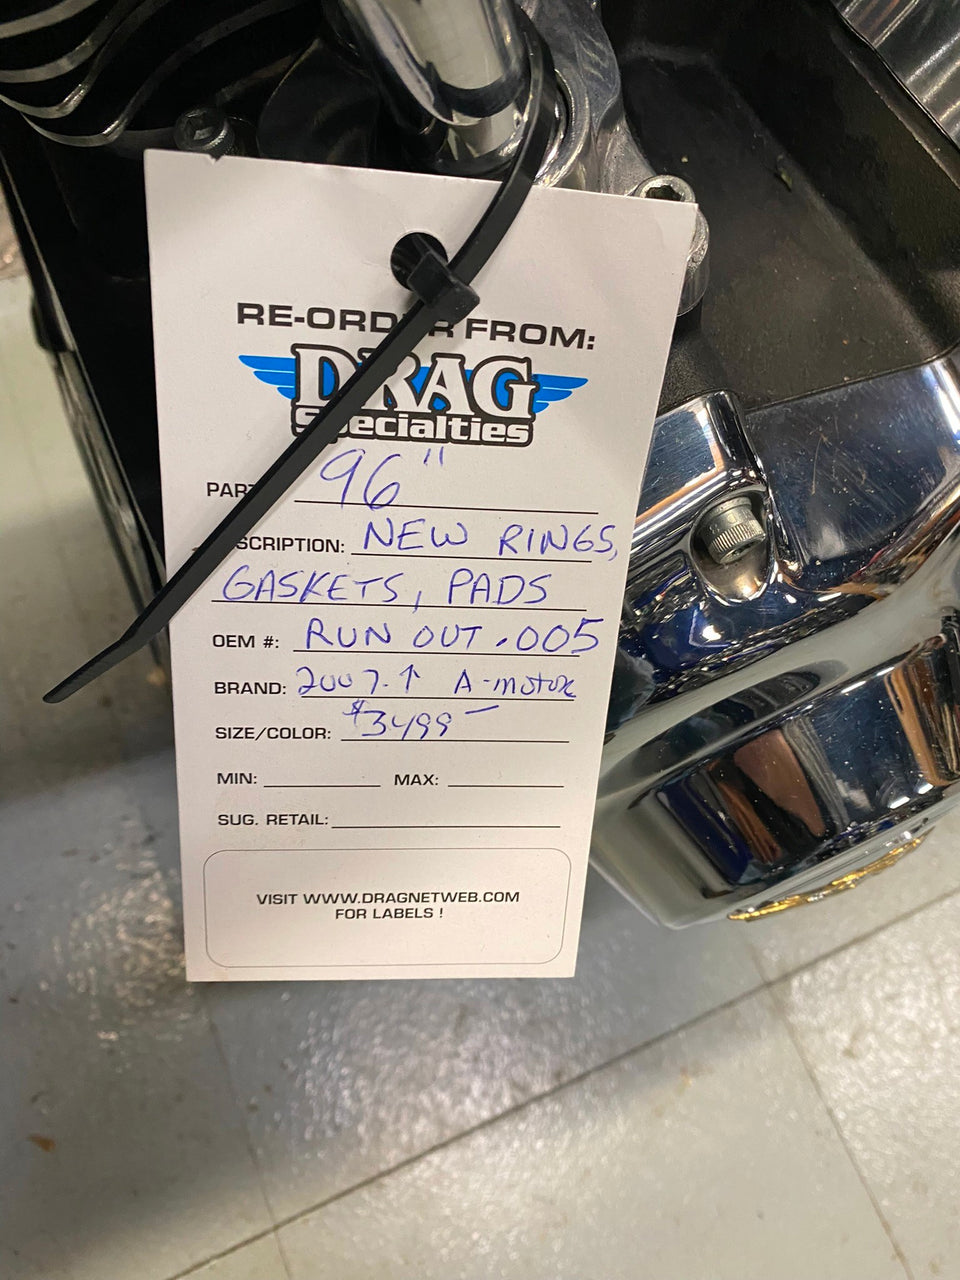 RE-ORDER FROM:
DRAG
Specialties
PART 96"
DESCRIPTION: NEW RINGS,
GASKETS, PADS
OEM #: RUN OUT .005
BRAND: 2007-↑ A-MOTOR
SIZE/COLOR: $3499-
MIN: MAX:
SUG. RETAIL:
VISIT WWW.DRAGNETWEB.COM
FOR LABELS !